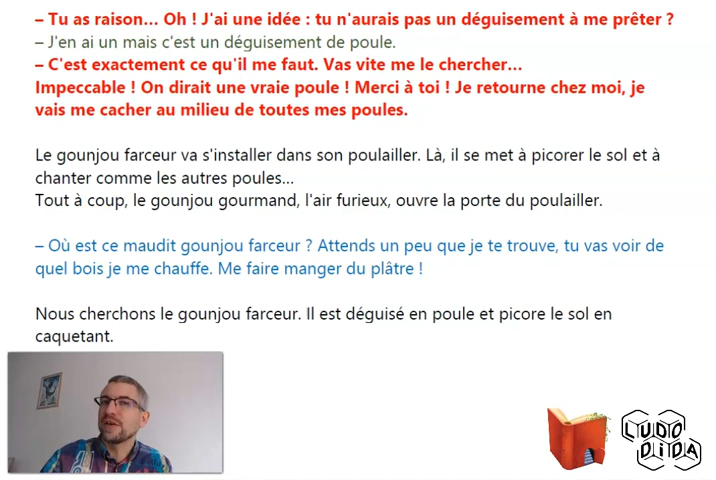 – Tu as raison... Oh ! J'ai une idée : tu n'aurais pas un déguisement à me prêter ?
– J'en ai un mais c'est un déguisement de poule.
– C'est exactement ce qu'il me faut. Vas vite me le chercher...
Impeccable ! On dirait une vraie poule ! Merci à toi ! Je retourne chez moi, je
vais me cacher au milieu de toutes mes poules.
Le gounjou farceur va s'installer dans son poulailler. Là, il se met à picorer le sol et à
chanter comme les autres poules...
Tout à coup, le gounjou gourmand, l'air furieux, ouvre la porte du poulailler.
– Où est ce maudit gounjou farceur ? Attends un peu que je te trouve, tu vas voir de
quel bois je me chauffe. Me faire manger du plâtre !
Nous cherchons le gounjou farceur. Il est déguisé en poule et picore le sol en
caquetant.
LUDO
DiDA